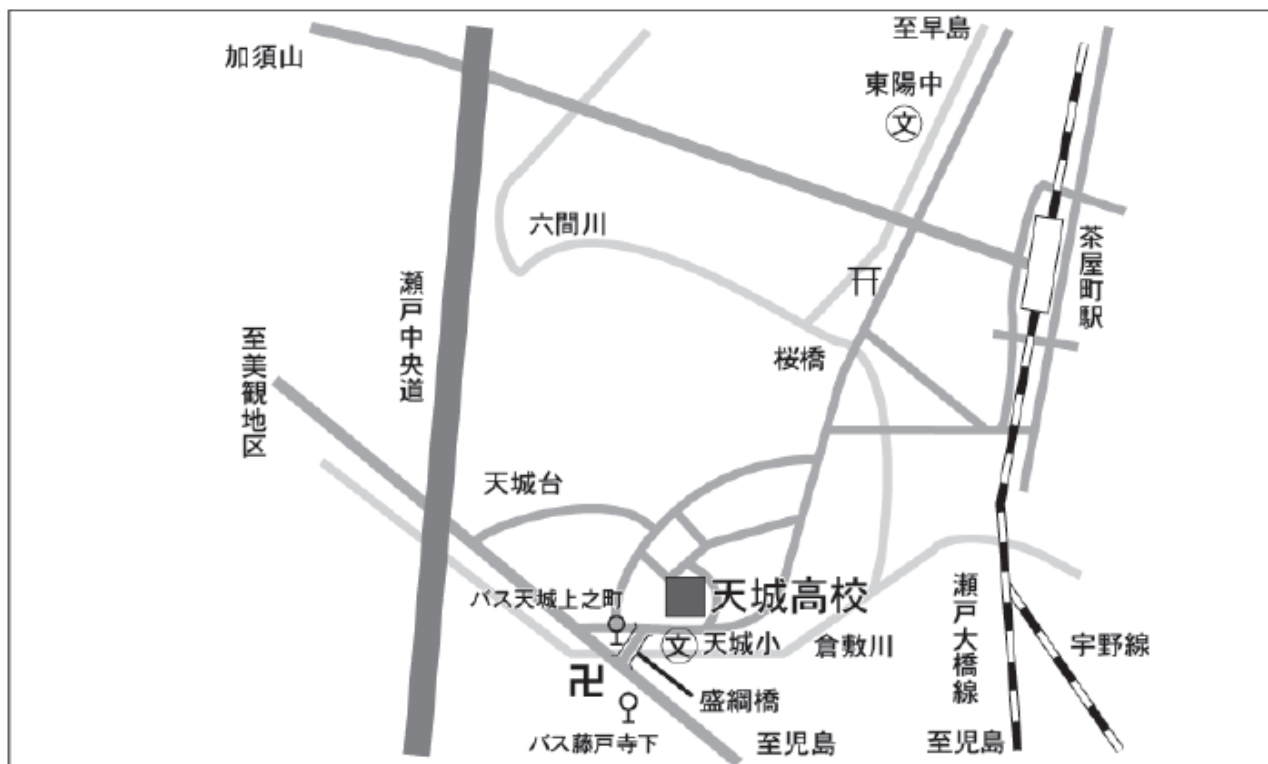 至早島
加須山
東陽中
文
六間川
茶屋町駅
瀬戸中央道
至美観地区
桜橋
天城台
バス天城上之町
天城高校
文
天城小
倉敷川
瀬戸大橋線
宇野線
卍
盛綱橋
バス藤戸寺下
至児島
至児島